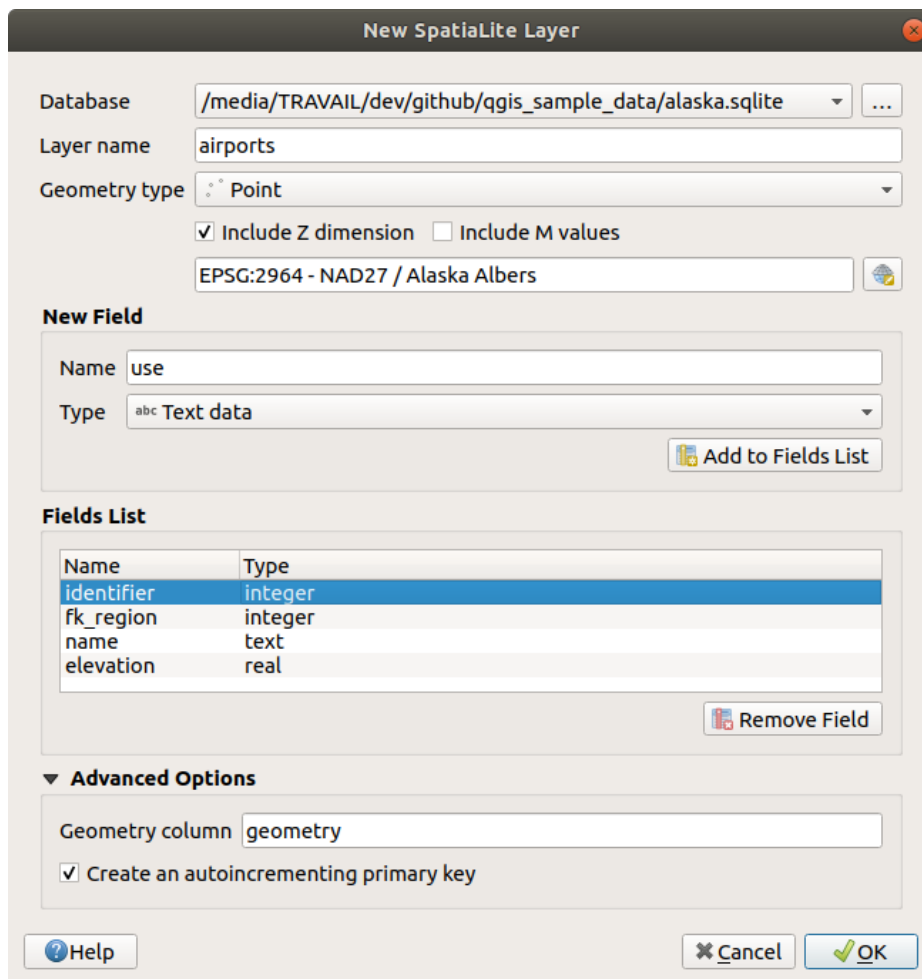 New SpatiaLite Layer
Database /media/TRAVAIL/dev/github/qgis_sample_data/alaska.sqlite ...
Layer name airports
Geometry type Point
Include Z dimension Include M values
EPSG:2964 - NAD27 / Alaska Albers
New Field
Name use
Type abc Text data
Add to Fields List
Fields List
Name Type
identifier integer
fk_region integer
name text
elevation real
Remove Field
Advanced Options
Geometry column geometry
Create an autoincrementing primary key
Help Cancel OK